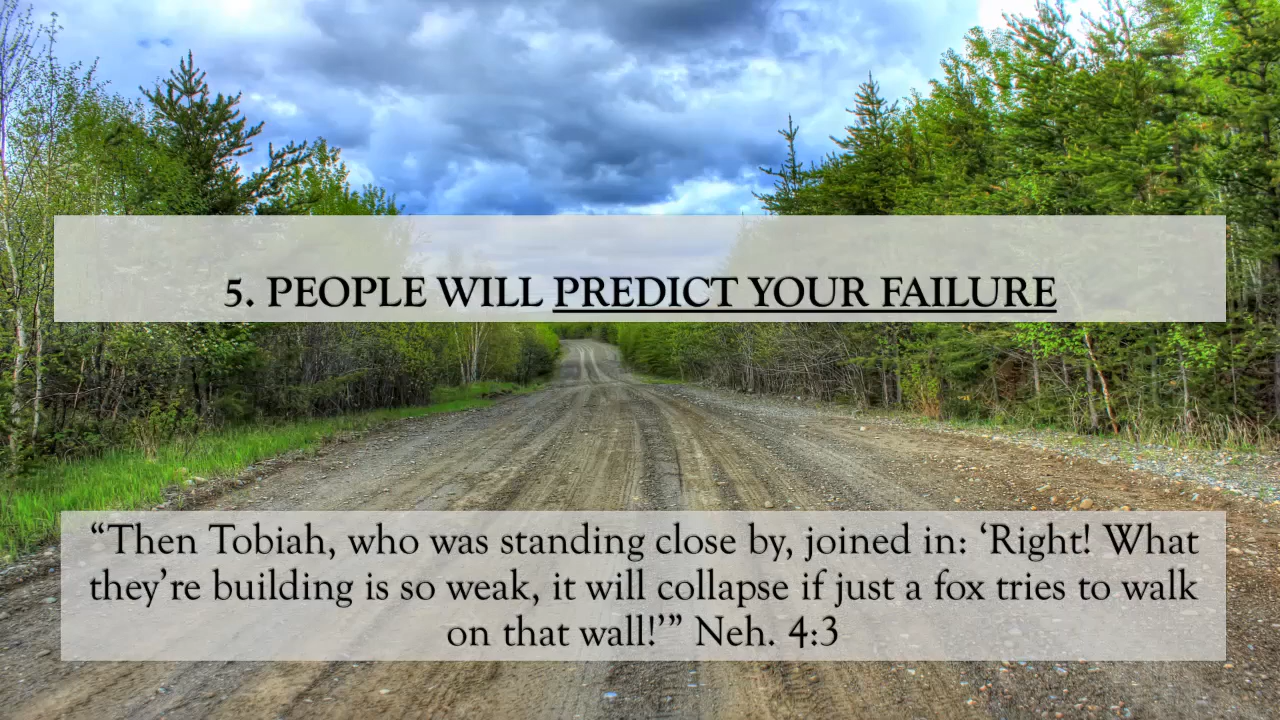 5. PEOPLE WILL PREDICT YOUR FAILURE
“Then Tobiah, who was standing close by, joined in: ‘Right! What
they’re building is so weak, it will collapse if just a fox tries to walk
on that wall!’” Neh. 4:3